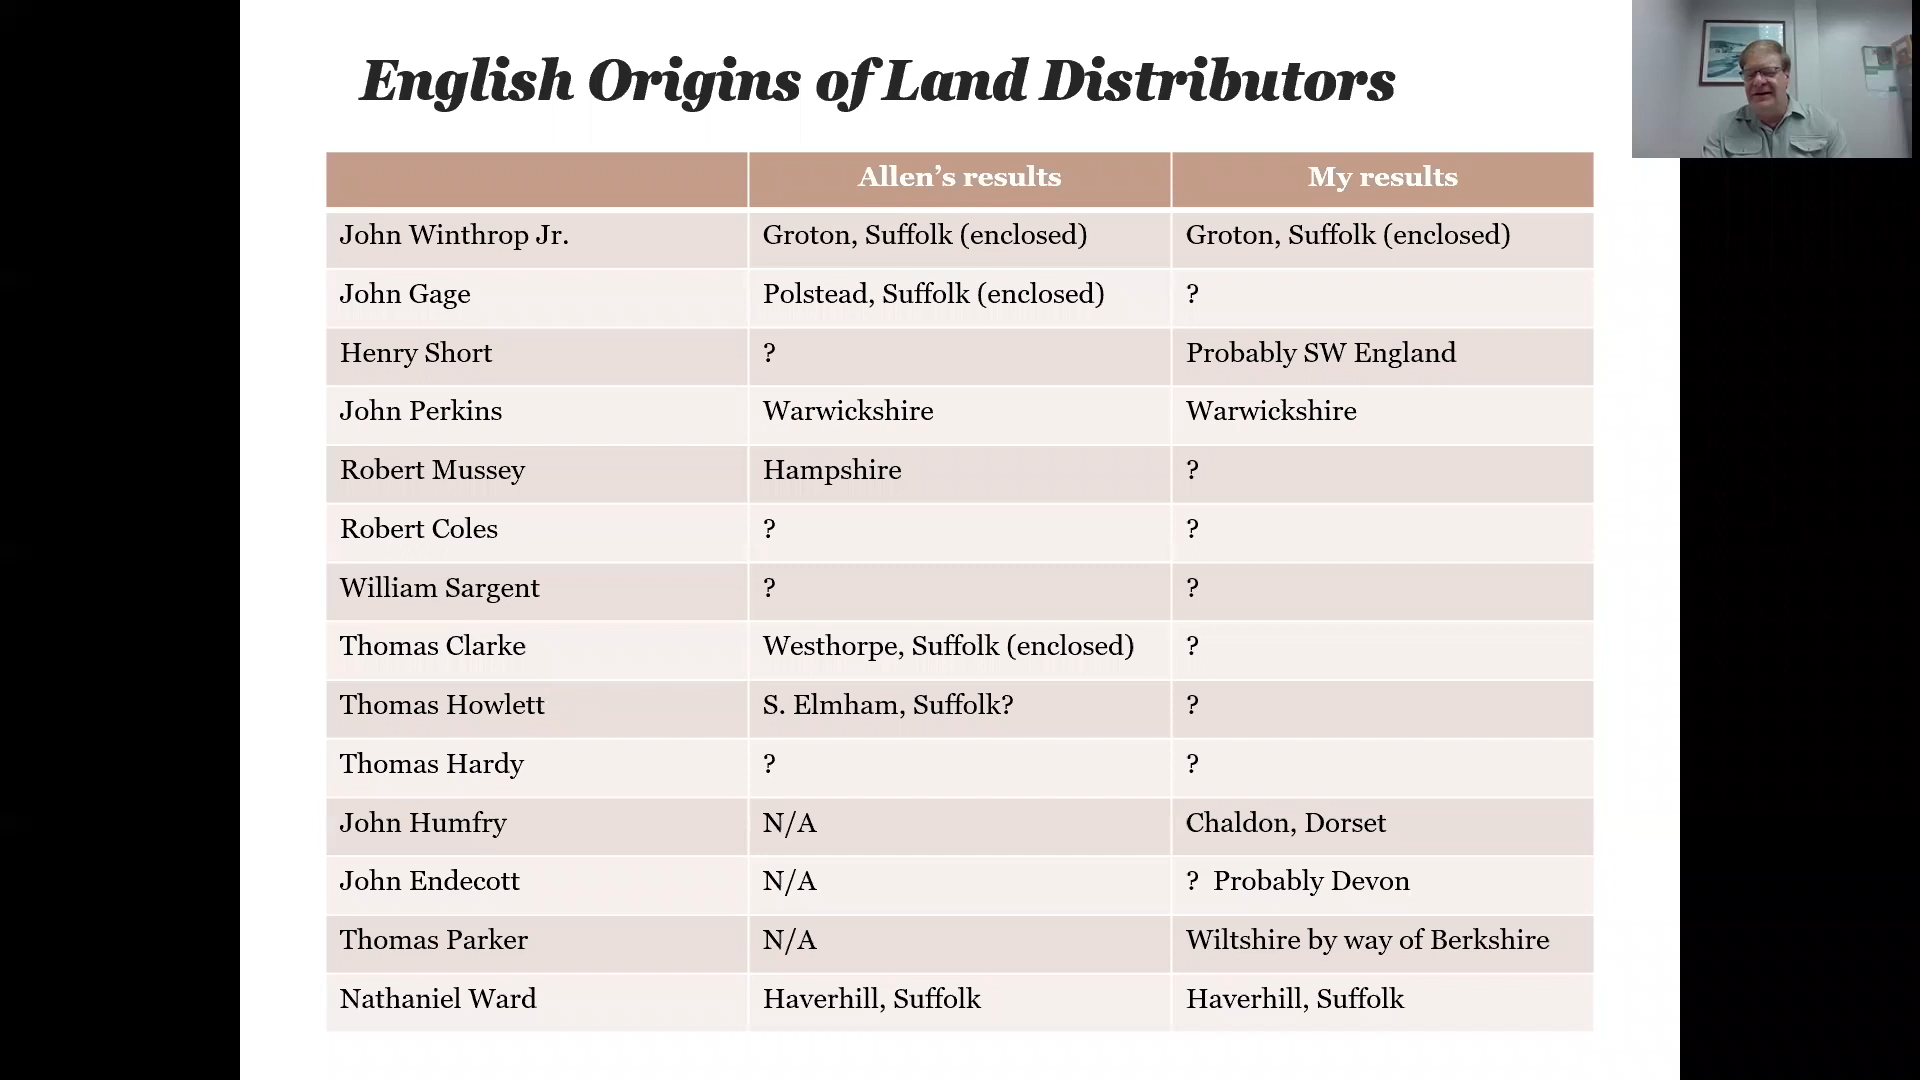 English Origins of Land Distributors
Allen’s results My results
John Winthrop Jr. Groton, Suffolk (enclosed) Groton, Suffolk (enclosed)
John Gage Polstead, Suffolk (enclosed) ?
Henry Short ? Probably SW England
John Perkins Warwickshire Warwickshire
Robert Mussey Hampshire ?
Robert Coles ? ?
William Sargent ? ?
Thomas Clarke Westhorpe, Suffolk (enclosed) ?
Thomas Howlett S. Elmham, Suffolk? ?
Thomas Hardy ? ?
John Humfry N/A Chaldon, Dorset
John Endecott N/A ? Probably Devon
Thomas Parker N/A Wiltshire by way of Berkshire
Nathaniel Ward Haverhill, Suffolk Haverhill, Suffolk